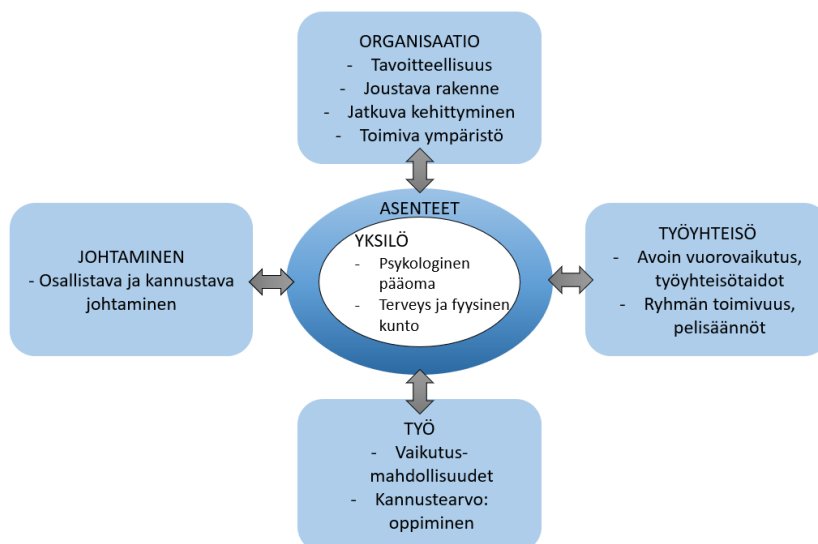 ORGANISAATIO
- Tavoitteellisuus
- Joustava rakenne
- Jatkuva kehittyminen
- Toimiva ympäristö
JOHTAMINEN
- Osallistava ja kannustava
johtaminen
ASENTEET
YKSILÖ
- Psykologinen
pääoma
- Terveys ja fyysinen
kunto
TYÖYHTEISÖ
- Avoin vuorovaikutus,
työyhteisötaidot
- Ryhmän toimivuus,
pelisäännöt
TYÖ
- Vaikutus-
mahdollisuudet
- Kannustearvo:
oppiminen